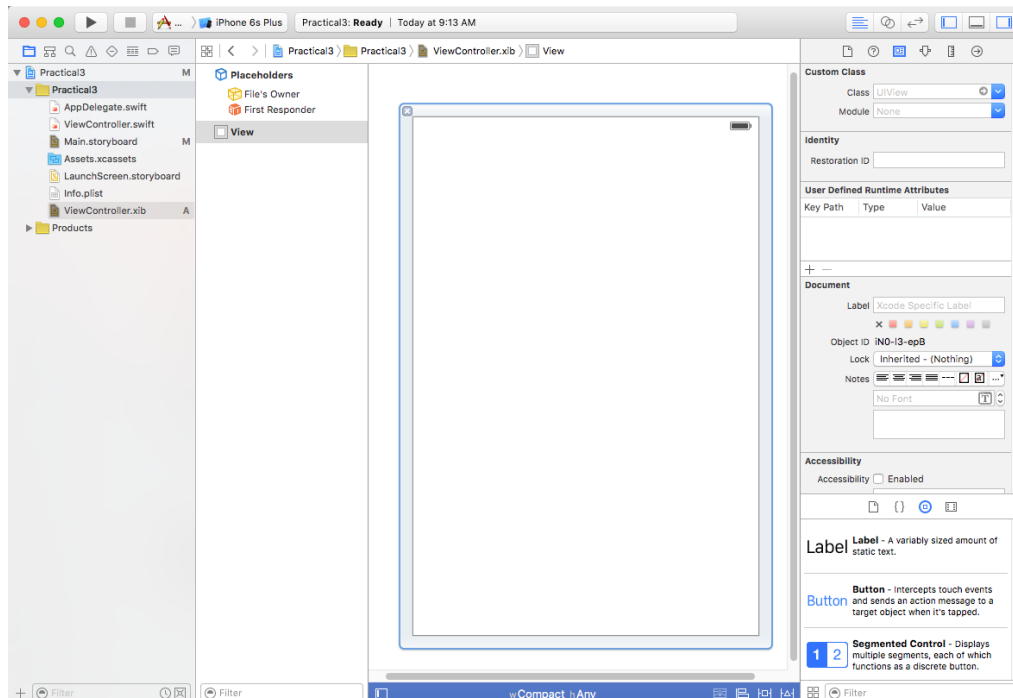 A... iPhone 6s Plus Practical3: Ready | Today at 9:13 AM
Practical3 Practical3 ViewController.xib View
Practical3 M
Practical3
AppDelegate.swift
ViewController.swift
Main.storyboard M
Assets.xcassets
LaunchScreen.storyboard
Info.plist
ViewController.xib A
Products
Filter
Placeholders
File's Owner
First Responder
View
Filter
wCompact hAny
Custom Class
Class UIView
Module None
Identity
Restoration ID
User Defined Runtime Attributes
Key Path Type Value
Document
Label Xcode Specific Label
Object ID iN0-l3-epB
Lock Inherited - (Nothing)
Notes
No Font
Accessibility
Accessibility Enabled
Label Label - A variably sized amount of
static text.
Button - Intercepts touch events
Button and sends an action message to a
target object when it's tapped.
Segmented Control - Displays
1 2 multiple segments, each of which
functions as a discrete button.
Filter